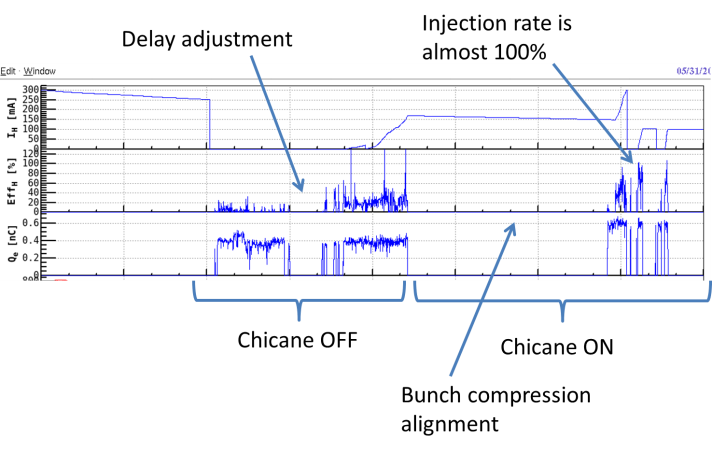 Injection rate is
almost 100%
Delay adjustment
Edit Window
05/31/20
I_H [mA]
300
250
200
150
100
50
0
Eff_H [%]
120
100
80
60
40
20
0
Q_e [nC]
0.6
0.4
0.2
0
Chicane OFF
Chicane ON
Bunch compression
alignment